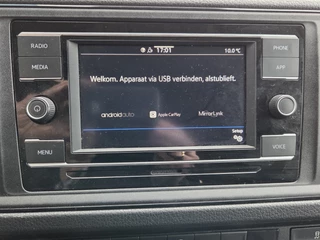 RADIO
MEDIA
MENU
17:01
10.0°C
Welkom. Apparaat via USB verbinden, alstublieft.
androidauto
Apple CarPlay
MirrorLink
Setup
PHONE
APP
VOICE